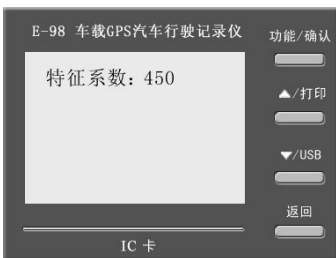 E-98 车载GPS汽车行驶记录仪
功能/确认
特征系数：450
▲/打印
▼/USB
返回
IC 卡